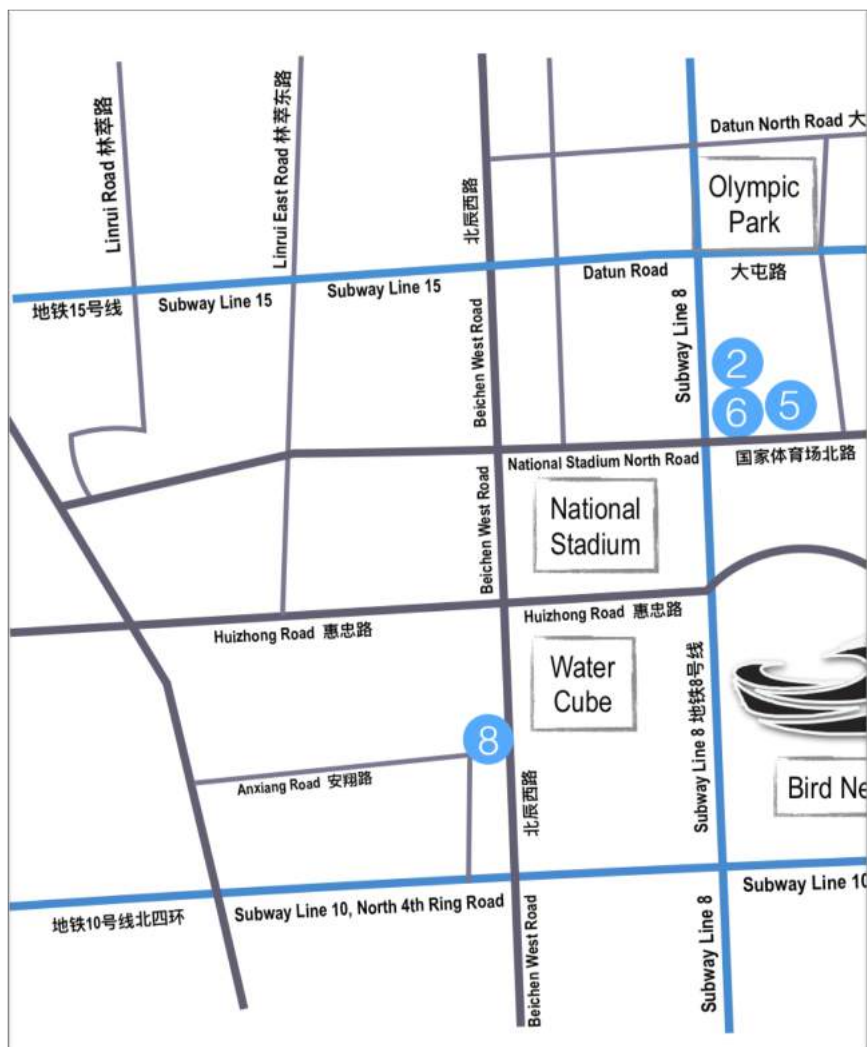 Linrui Road 林萃路
Linrui East Road 林萃东路
北辰西路
Datun North Road 大
Olympic
Park
地铁15号线
Subway Line 15
Subway Line 15
Datun Road
大屯路
Beichen West Road
Subway Line 8
2
6
5
National Stadium North Road
国家体育场北路
Beichen West Road
National
Stadium
Huizhong Road 惠忠路
Huizhong Road 惠忠路
Water
Cube
Subway Line 8 地铁8号线
8
Anxiang Road 安翔路
北辰西路
Bird Ne
地铁10号线北四环
Subway Line 10, North 4th Ring Road
Subway Line 10
Beichen West Road
Subway Line 8